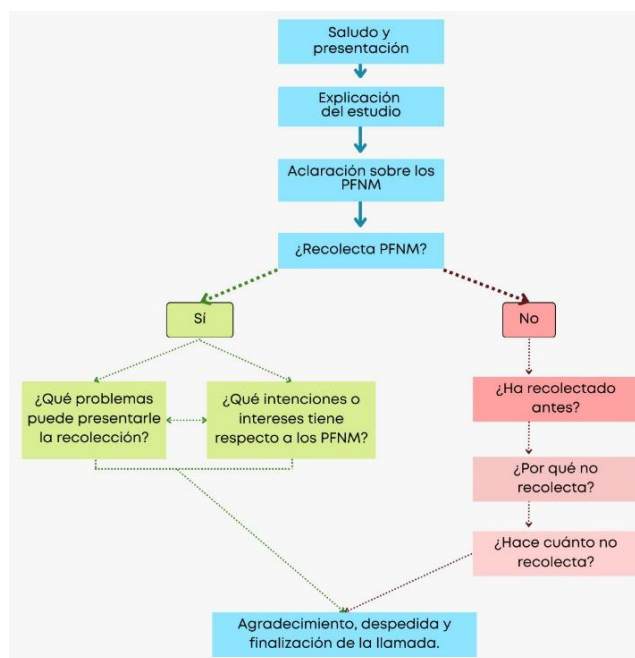 Saludo y
presentación
Explicación
del estudio
Aclaración sobre los
PFNM
¿Recolecta PFNM?
Sí
No
¿Qué problemas
puede presentarle
la recolección?
¿Qué intenciones o
intereses tiene
respecto a los PFNM?
¿Ha recolectado
antes?
¿Por qué no
recolecta?
¿Hace cuánto no
recolecta?
Agradecimiento, despedida y
finalización de la llamada.